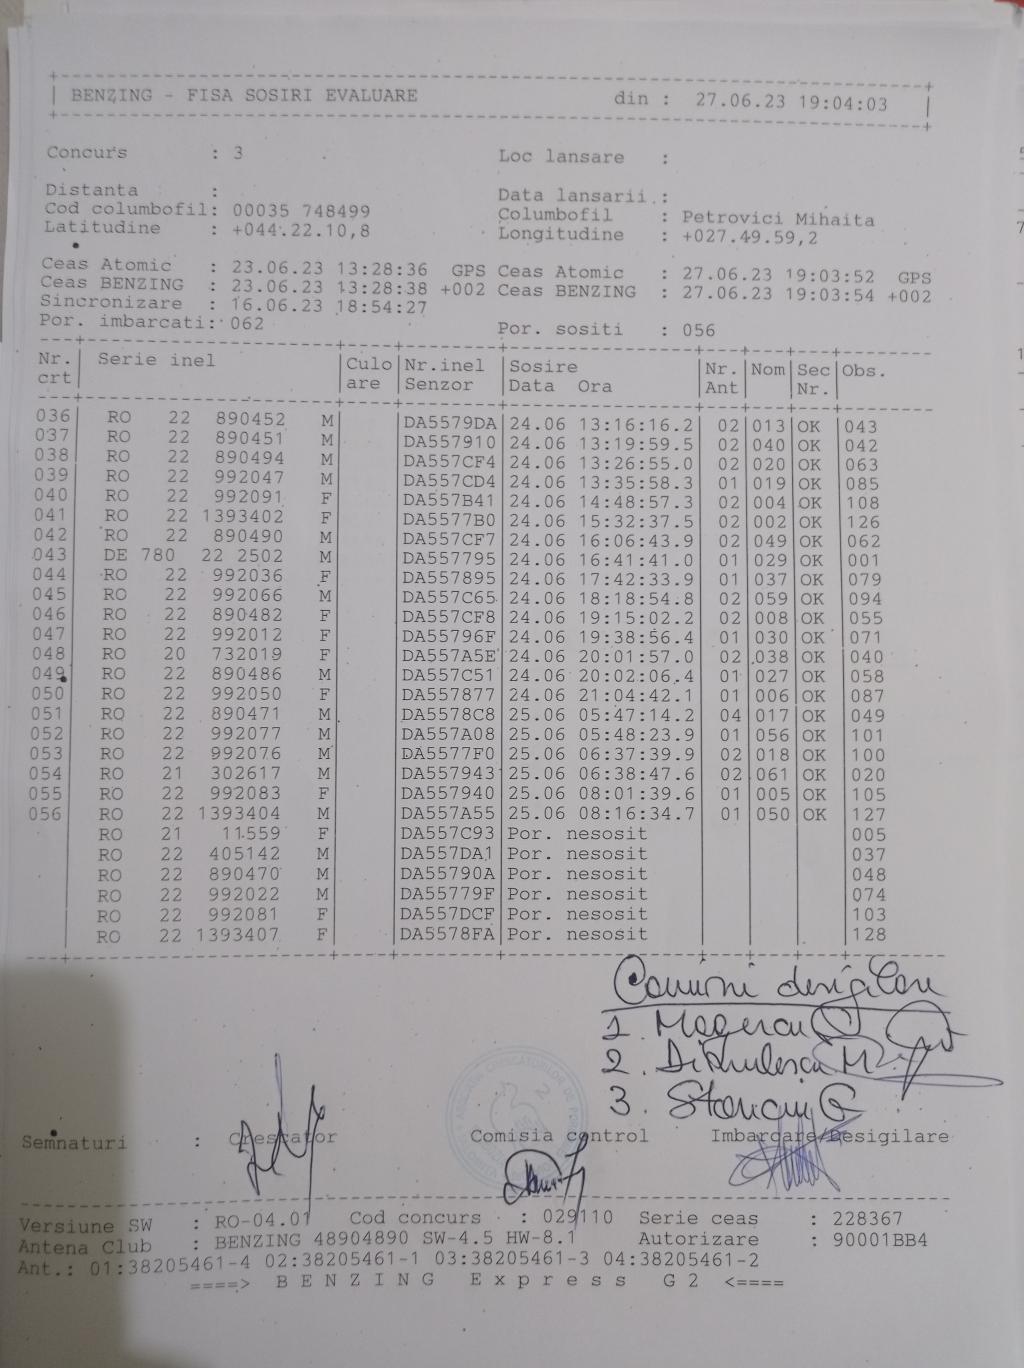 BENZING - FISA SOSIRI EVALUARE din : 27.06.23 19:04:03
Concurs : 3 Loc lansare :
Distanta : Data lansarii :
Cod columbofil: 00035 748499 Columbofil : Petrovici Mihaita
Latitudine : +044.22.10,8 Longitudine : +027.49.59,2
Ceas Atomic : 23.06.23 13:28:36 GPS Ceas Atomic : 27.06.23 19:03:52 GPS
Ceas BENZING : 23.06.23 13:28:38 +002 Ceas BENZING : 27.06.23 19:03:54 +002
Sincronizare : 16.06.23 18:54:27
Por. imbarcati: 062 Por. sositi : 056
Nr. Serie inel Culo Nr.inel Sosire Nr. Nom Sec Obs.
crt are Senzor Data Ora Ant Nr.
036 RO 22 890452 M DA5579DA 24.06 13:16:16.2 02 013 OK 043
037 RO 22 890451 M DA557910 24.06 13:19:59.5 02 040 OK 042
038 RO 22 890494 M DA557CF4 24.06 13:26:55.0 02 020 OK 063
039 RO 22 992047 M DA557CD4 24.06 13:35:58.3 01 019 OK 085
040 RO 22 992091 F DA557B41 24.06 14:48:57.3 02 004 OK 108
041 RO 22 1393402 F DA5577B0 24.06 15:32:37.5 02 002 OK 126
042 RO 22 890490 M DA557CF7 24.06 16:06:43.9 02 049 OK 062
043 DE 780 22 2502 M DA557795 24.06 16:41:41.0 01 029 OK 001
044 RO 22 992036 F DA557895 24.06 17:42:33.9 01 037 OK 079
045 RO 22 992066 M DA557C65 24.06 18:18:54.8 02 059 OK 094
046 RO 22 890482 F DA557CF8 24.06 19:15:02.2 02 008 OK 055
047 RO 22 992012 F DA55796F 24.06 19:38:56.4 01 030 OK 071
048 RO 20 732019 F DA557A5E 24.06 20:01:57.0 02 038 OK 040
049 RO 22 890486 M DA557C51 24.06 20:02:06.4 01 027 OK 058
050 RO 22 992050 F DA557877 24.06 21:04:42.1 01 006 OK 087
051 RO 22 890471 M DA5578C8 25.06 05:47:14.2 04 017 OK 049
052 RO 22 992077 M DA557A08 25.06 05:48:23.9 01 056 OK 101
053 RO 22 992076 M DA5577F0 25.06 06:37:39.9 02 018 OK 100
054 RO 21 302617 M DA557943 25.06 06:38:47.6 02 061 OK 020
055 RO 22 992083 F DA557940 25.06 08:01:39.6 01 005 OK 105
056 RO 22 1393404 M DA557A55 25.06 08:16:34.7 01 050 OK 127
RO 21 11559 F DA557C93 Por. nesosit 005
RO 22 405142 M DA557DA1 Por. nesosit 037
RO 22 890470 M DA55790A Por. nesosit 048
RO 22 992022 M DA55779F Por. nesosit 074
RO 22 992081 F DA557DCF Por. nesosit 103
RO 22 1393407 F DA5578FA Por. nesosit 128
desigilare
1.
2.
3. G
Semnaturi : Crescator Comisia control Imbarcare/Desigilare
Versiune SW : RO-04.01 Cod concurs : 029110 Serie ceas : 228367
Antena Club : BENZING 48904890 SW-4.5 HW-8.1 Autorizare : 90001BB4
Ant.: 01:38205461-4 02:38205461-1 03:38205461-3 04:38205461-2
====> B E N Z I N G E x p r e s s G 2 <====